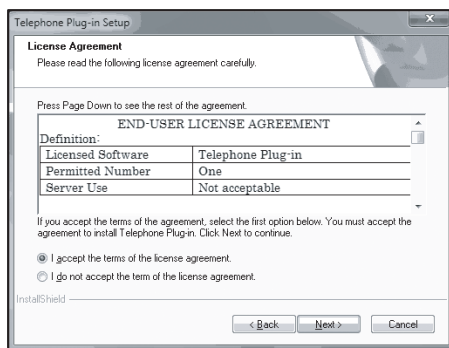 Telephone Plug-in Setup
License Agreement
Please read the following license agreement carefully.
Press Page Down to see the rest of the agreement.
END-USER LICENSE AGREEMENT
Definition:
Licensed Software Telephone Plug-in
Permitted Number One
Server Use Not acceptable
If you accept the terms of the agreement, select the first option below. You must accept the
agreement to install Telephone Plug-in. Click Next to continue.
I accept the terms of the license agreement.
I do not accept the term of the license agreement.
InstallShield
< Back Next > Cancel